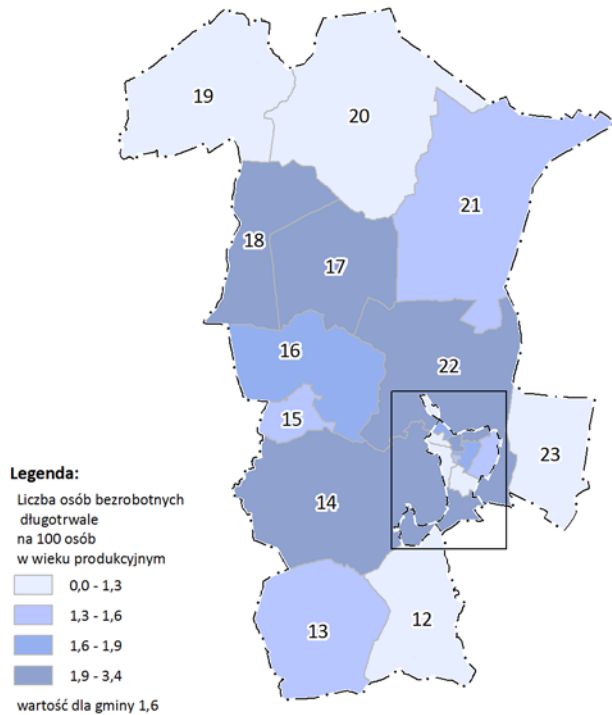 19
20
21
18
17
16
22
15
23
14
13
12
Legenda:
Liczba osób bezrobotnych
długotrwale
na 100 osób
w wieku produkcyjnym
0,0 - 1,3
1,3 - 1,6
1,6 - 1,9
1,9 - 3,4
wartość dla gminy 1,6